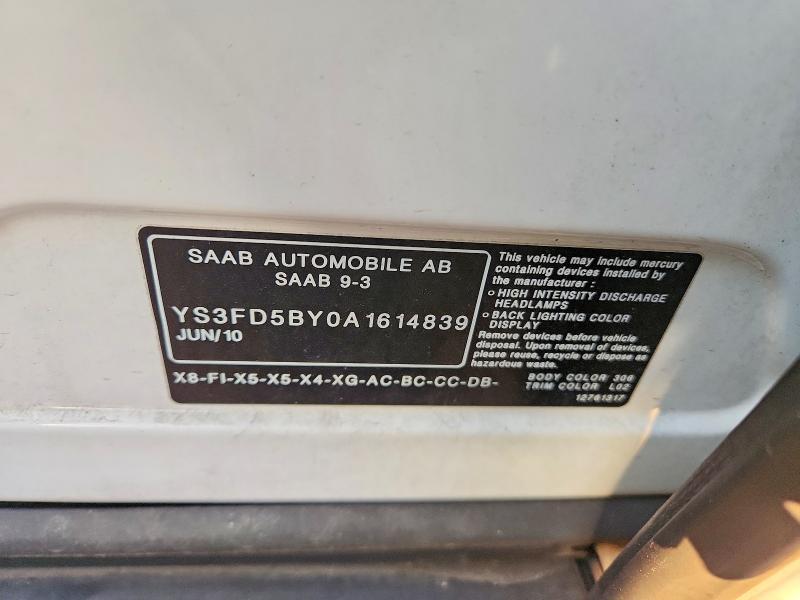 SAAB AUTOMOBILE AB
SAAB 9-3
YS3FD5BY0A1614839
JUN/10
X8-FI-X5-X5-X4-XG-AC-BC-CC-DB-
This vehicle may include mercury
containing devices installed by
the manufacturer :
○ HIGH INTENSITY DISCHARGE
HEADLAMPS
○ BACK LIGHTING COLOR
DISPLAY
Remove devices before vehicle
disposal. Upon removal of devices,
please reuse, recycle or dispose as
hazardous waste.
BODY COLOR 306
TRIM COLOR L02
12761317